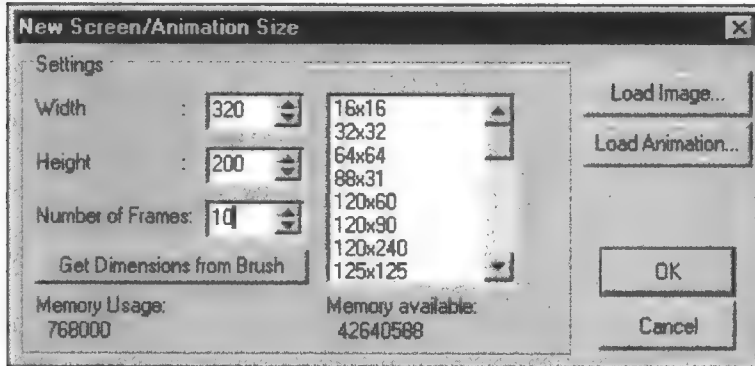 New Screen/Animation Size
Settings
Width : 320
Height : 200
Number of Frames: 10
Get Dimensions from Brush
Memory Usage:
768000
16x16
32x32
64x64
88x31
120x60
120x90
120x240
125x125
Memory available:
42640588
Load Image...
Load Animation...
OK
Cancel